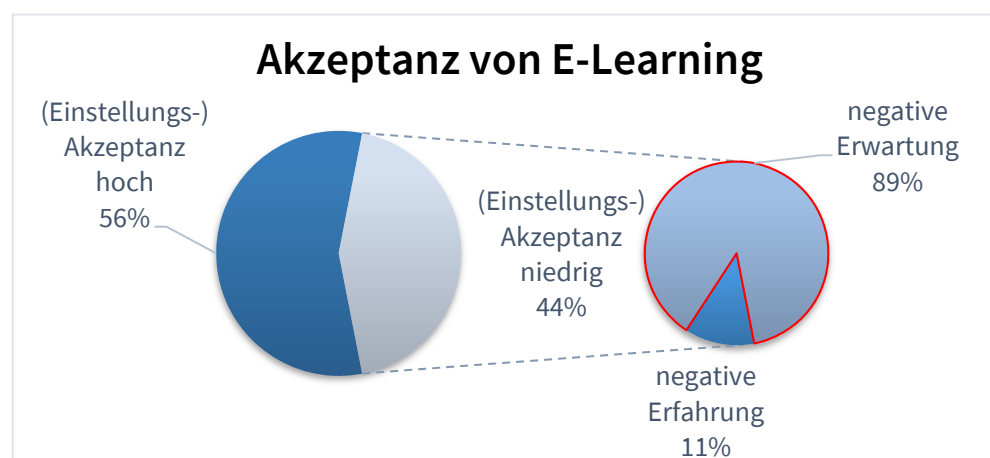 Akzeptanz von E-Learning
(Einstellungs-)
Akzeptanz
hoch
56%
(Einstellungs-)
Akzeptanz
niedrig
44%
negative
Erwartung
89%
negative
Erfahrung
11%